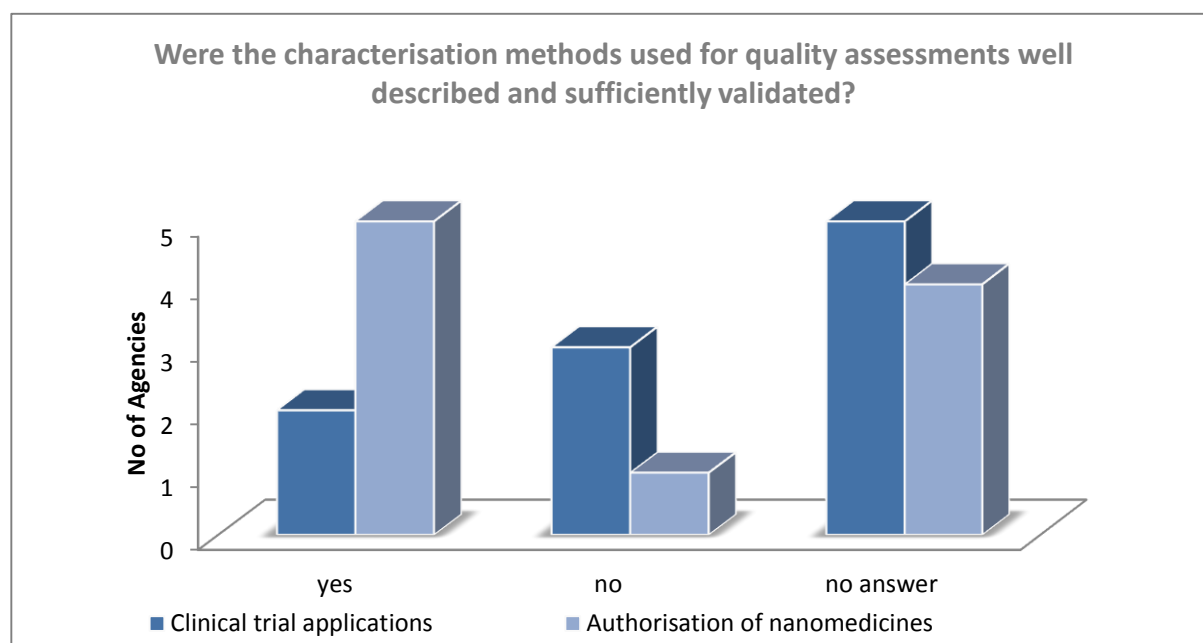 Were the characterisation methods used for quality assessments well
described and sufficiently validated?
No of Agencies
5
4
3
2
1
0
yes no no answer
Clinical trial applications Authorisation of nanomedicines